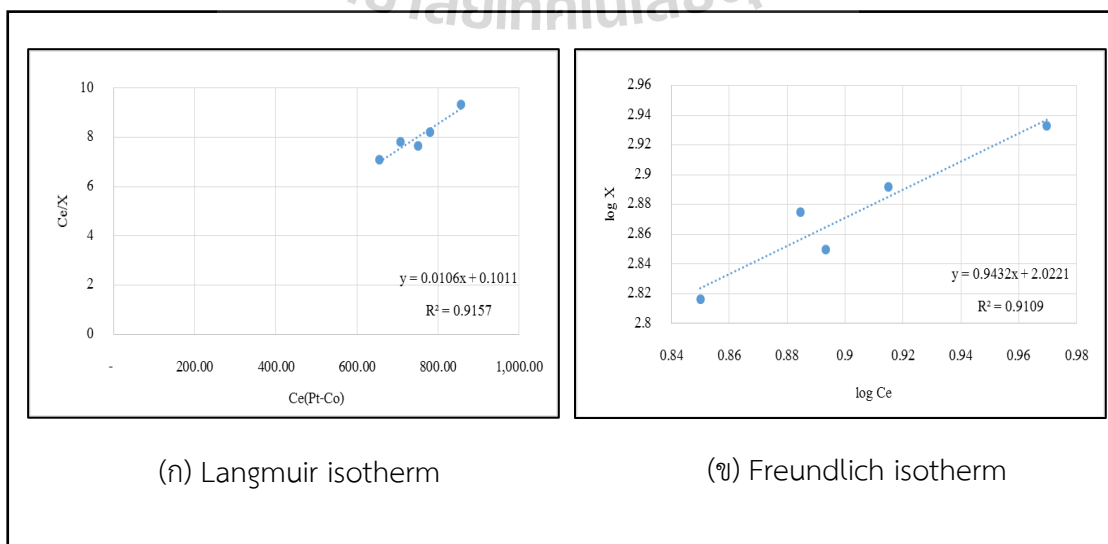 10
8
6
4
2
0
Ce/X
-
200.00
400.00
600.00
800.00
1,000.00
Ce(Pt-Co)
y = 0.0106x + 0.1011
R² = 0.9157
(ก) Langmuir isotherm
2.96
2.94
2.92
2.9
2.88
2.86
2.84
2.82
2.8
log X
0.84
0.86
0.88
0.9
0.92
0.94
0.96
0.98
log Ce
y = 0.9432x + 2.0221
R² = 0.9109
(ข) Freundlich isotherm